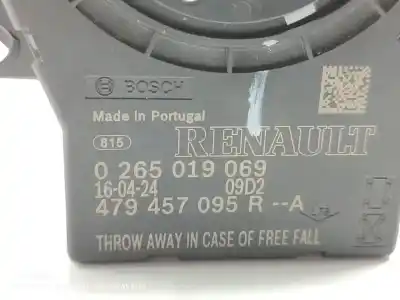 BOSCH
Made in Portugal
815
RENAULT
0 265 019 069
16-04-24 09D2
479 457 095 R --A
THROW AWAY IN CASE OF FREE FALL